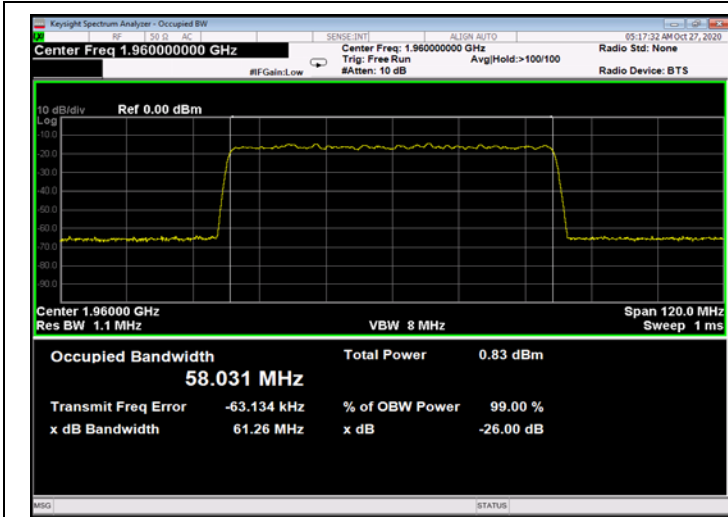 Keysight Spectrum Analyzer - Occupied BW
RF 50 Ω AC SENSE:INT ALIGN AUTO 05:17:32 AM Oct 27, 2020
Center Freq 1.960000000 GHz Center Freq: 1.960000000 GHz Radio Std: None
Trig: Free Run Avg|Hold:>100/100
#IFGain:Low #Atten: 10 dB Radio Device: BTS
10 dB/div Ref 0.00 dBm
Log
-10.0
-20.0
-30.0
-40.0
-50.0
-60.0
-70.0
-80.0
-90.0
Center 1.96000 GHz Span 120.0 MHz
Res BW 1.1 MHz VBW 8 MHz Sweep 1 ms
Occupied Bandwidth Total Power 0.83 dBm
58.031 MHz
Transmit Freq Error -63.134 kHz % of OBW Power 99.00 %
x dB Bandwidth 61.26 MHz x dB -26.00 dB
MSG STATUS